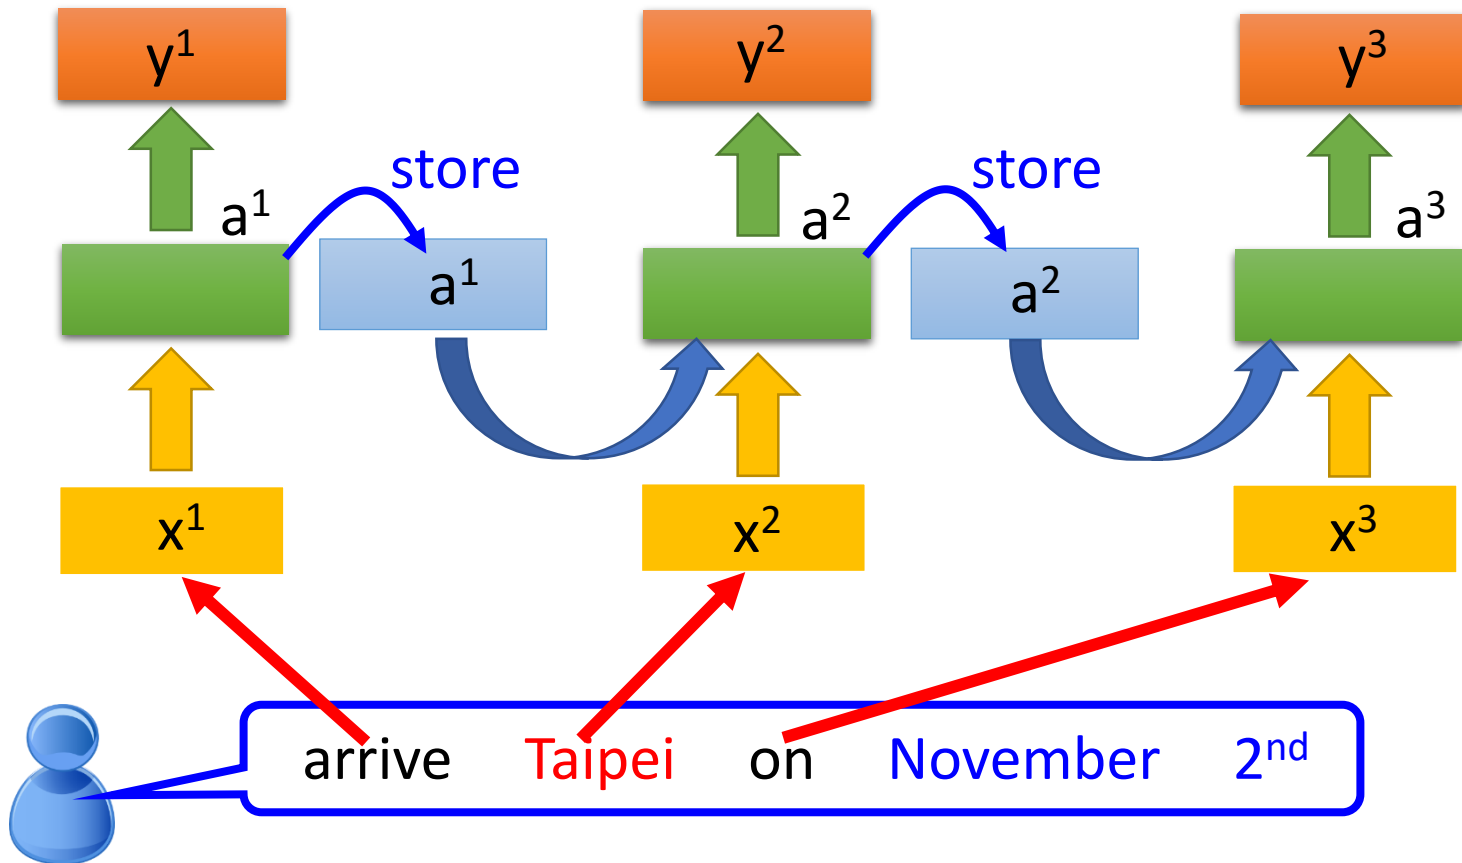 y¹ y² y³
store store
a¹ a² a³
a¹ a²
x¹ x² x³
arrive Taipei on November 2ⁿᵈ